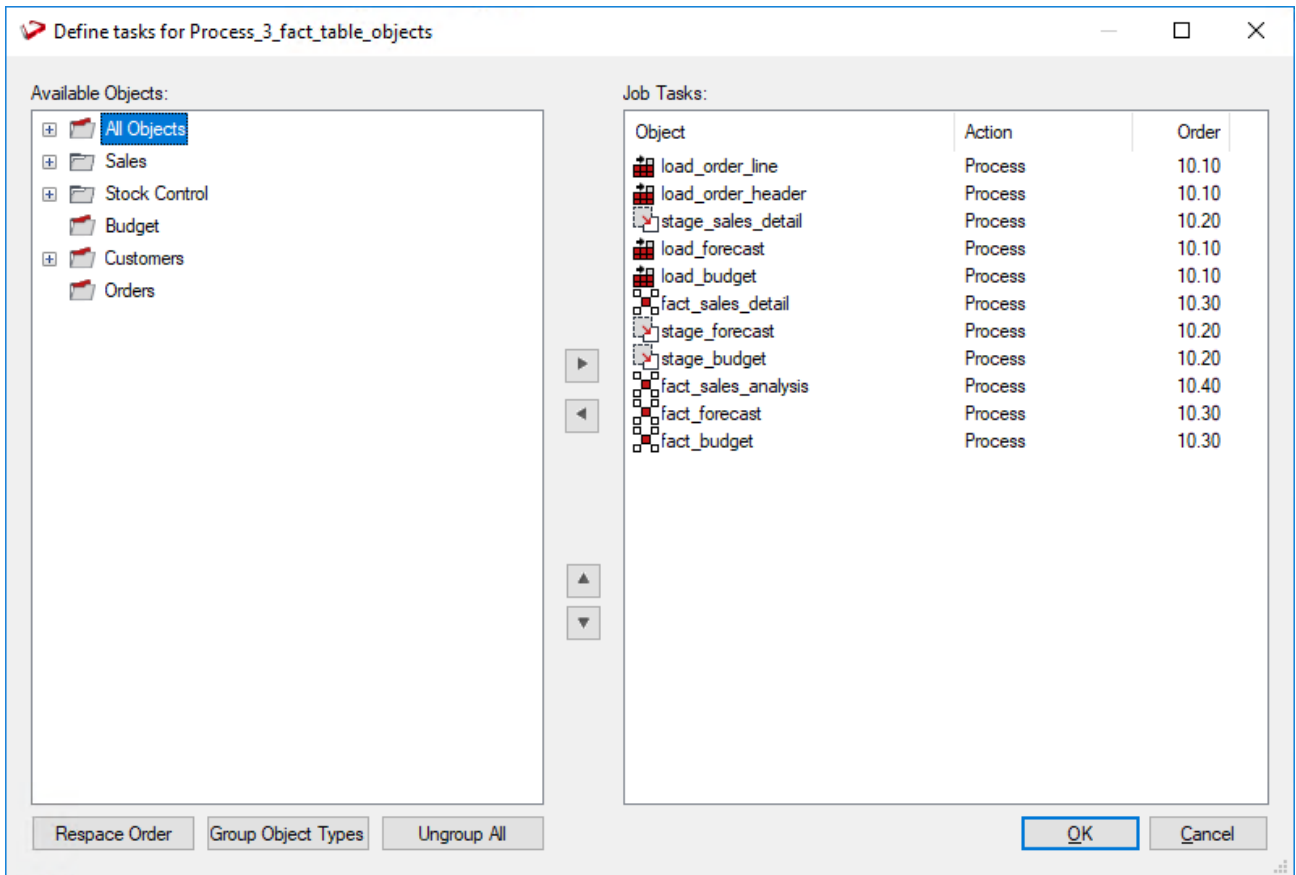 Define tasks for Process_3_fact_table_objects
Available Objects:
All Objects
Sales
Stock Control
Budget
Customers
Orders
Job Tasks:
Object Action Order
load_order_line Process 10.10
load_order_header Process 10.10
stage_sales_detail Process 10.20
load_forecast Process 10.10
load_budget Process 10.10
fact_sales_detail Process 10.30
stage_forecast Process 10.20
stage_budget Process 10.20
fact_sales_analysis Process 10.40
fact_forecast Process 10.30
fact_budget Process 10.30
Respace Order Group Object Types Ungroup All OK Cancel